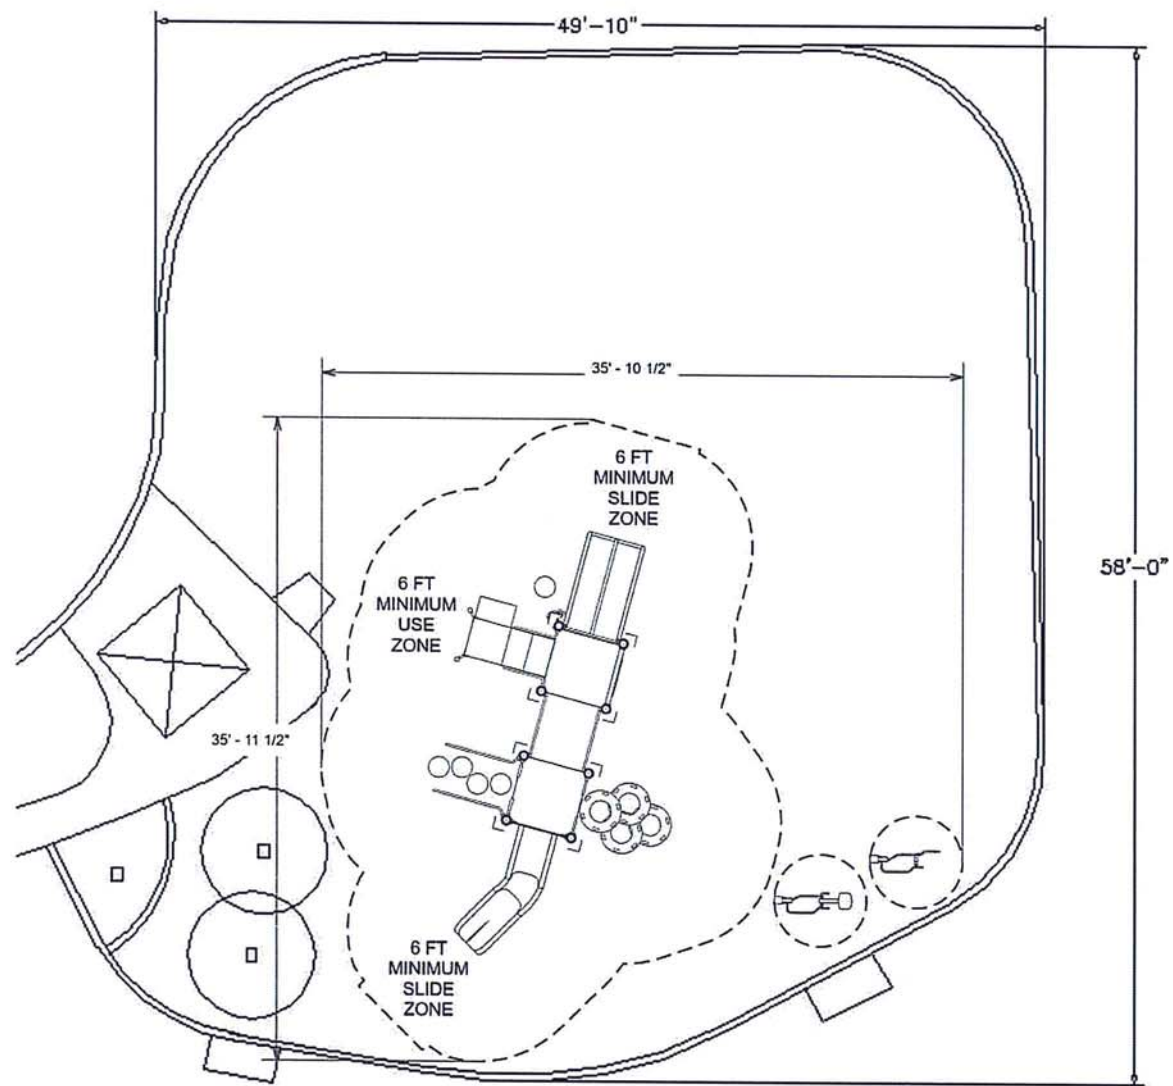 49'-10"
35' - 10 1/2"
6 FT
MINIMUM
SLIDE
ZONE
58'-0"
6 FT
MINIMUM
USE
ZONE
35' - 11 1/2"
6 FT
MINIMUM
SLIDE
ZONE